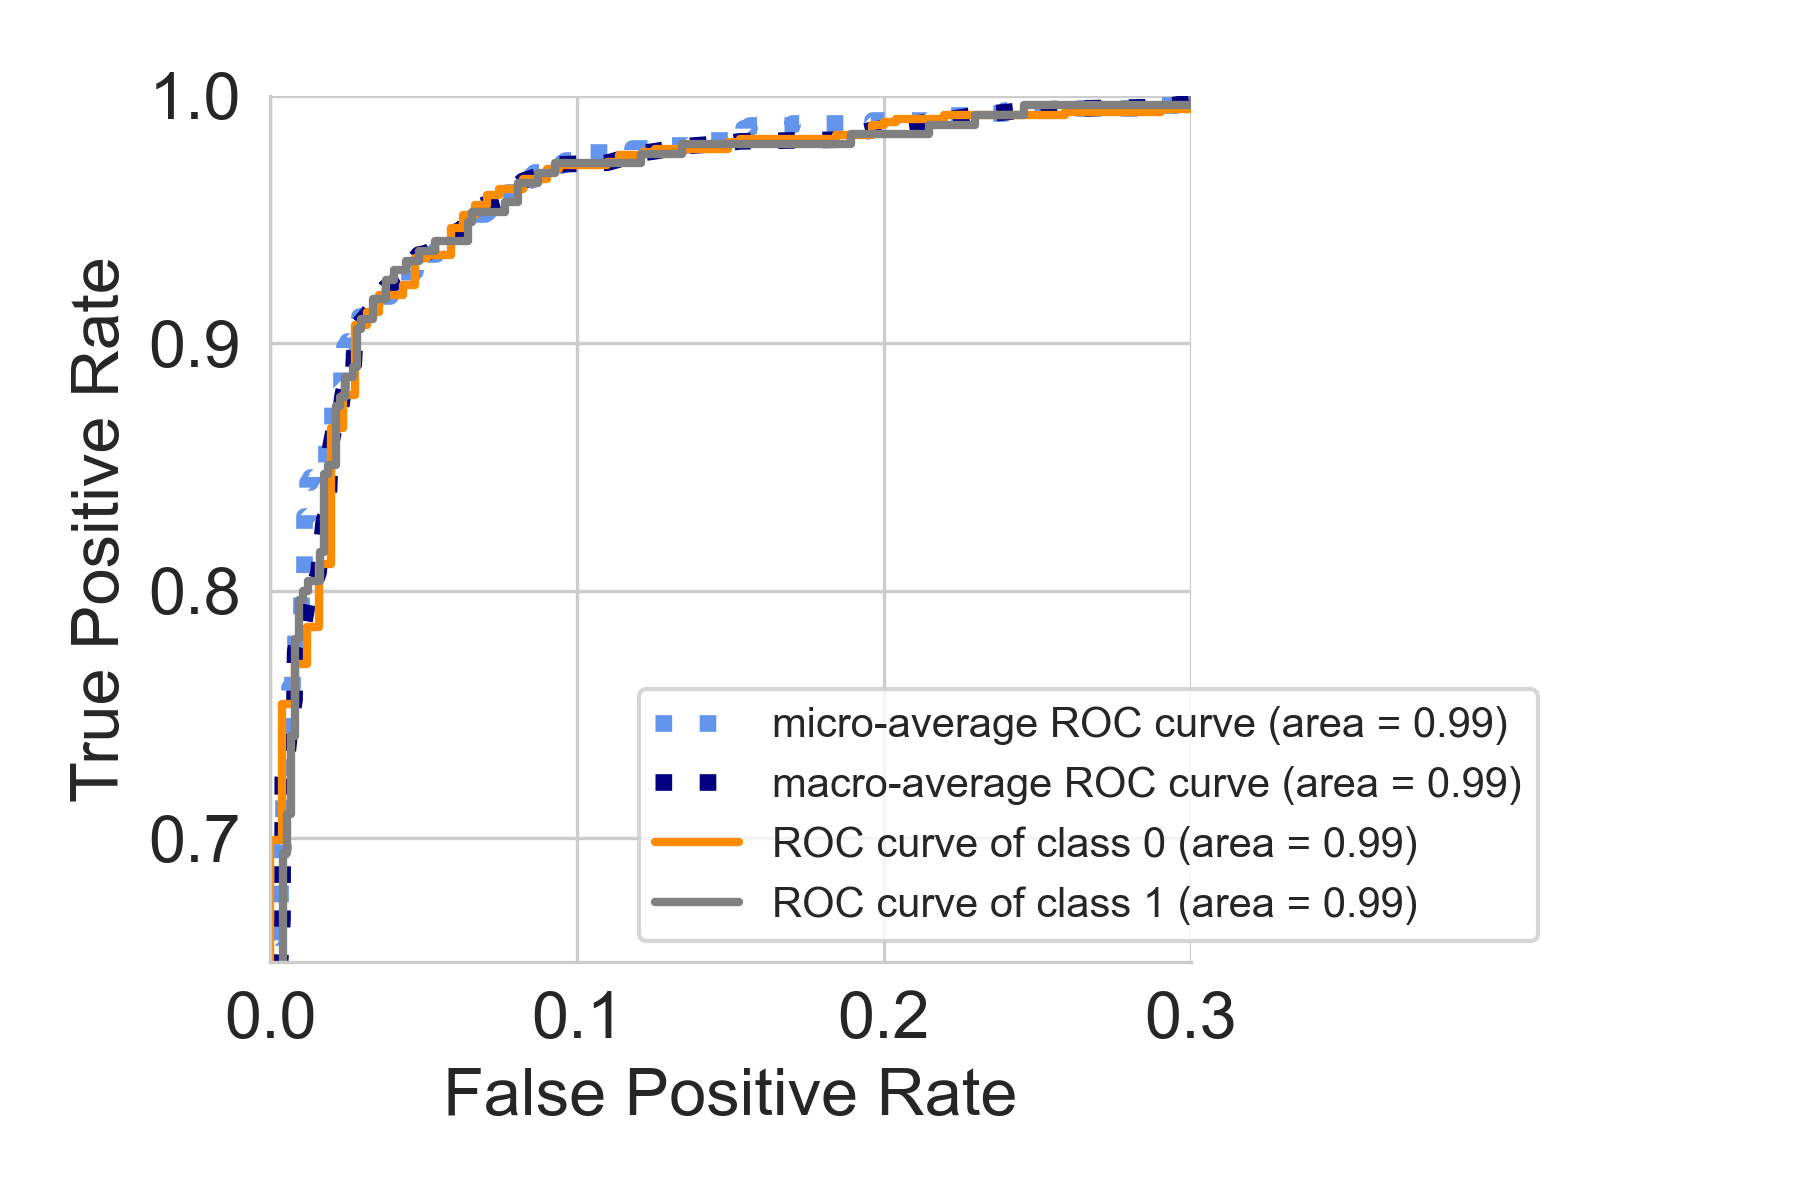 1.0
0.9
0.8
0.7
True Positive Rate
micro-average ROC curve (area = 0.99)
macro-average ROC curve (area = 0.99)
ROC curve of class 0 (area = 0.99)
ROC curve of class 1 (area = 0.99)
0.0 0.1 0.2 0.3
False Positive Rate